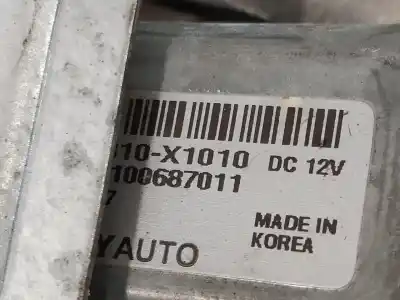 10-X1010 DC 12V
100687011
7
MADE IN
KOREA
YAUTO